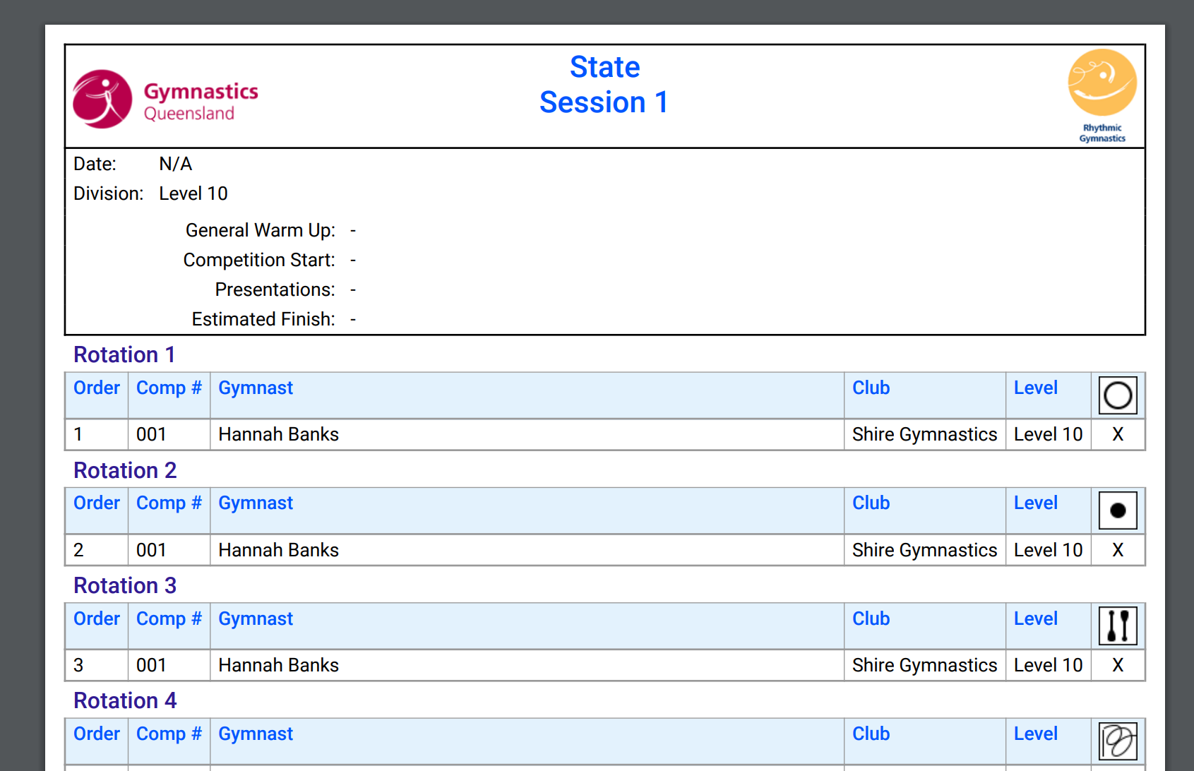 Gymnastics
Queensland
State
Session 1
Rhythmic
Gymnastics
Date: N/A
Division: Level 10
General Warm Up: -
Competition Start: -
Presentations: -
Estimated Finish: -
Rotation 1
Order Comp # Gymnast Club Level
1 001 Hannah Banks Shire Gymnastics Level 10 X
Rotation 2
Order Comp # Gymnast Club Level
2 001 Hannah Banks Shire Gymnastics Level 10 X
Rotation 3
Order Comp # Gymnast Club Level
3 001 Hannah Banks Shire Gymnastics Level 10 X
Rotation 4
Order Comp # Gymnast Club Level